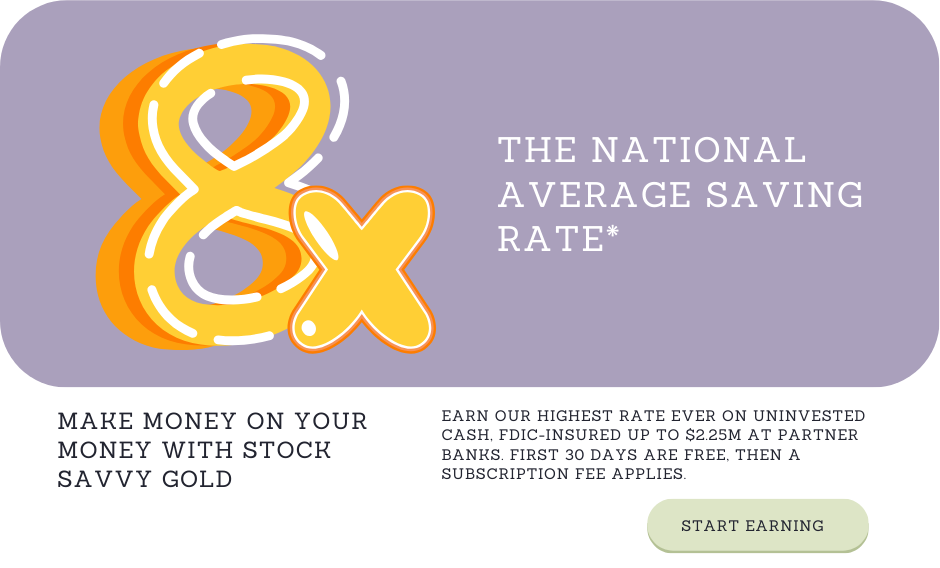 8x
THE NATIONAL
AVERAGE SAVING
RATE*
MAKE MONEY ON YOUR
MONEY WITH STOCK
SAVVY GOLD
EARN OUR HIGHEST RATE EVER ON UNINVESTED
CASH, FDIC-INSURED UP TO $2.25M AT PARTNER
BANKS. FIRST 30 DAYS ARE FREE, THEN A
SUBSCRIPTION FEE APPLIES.
START EARNING